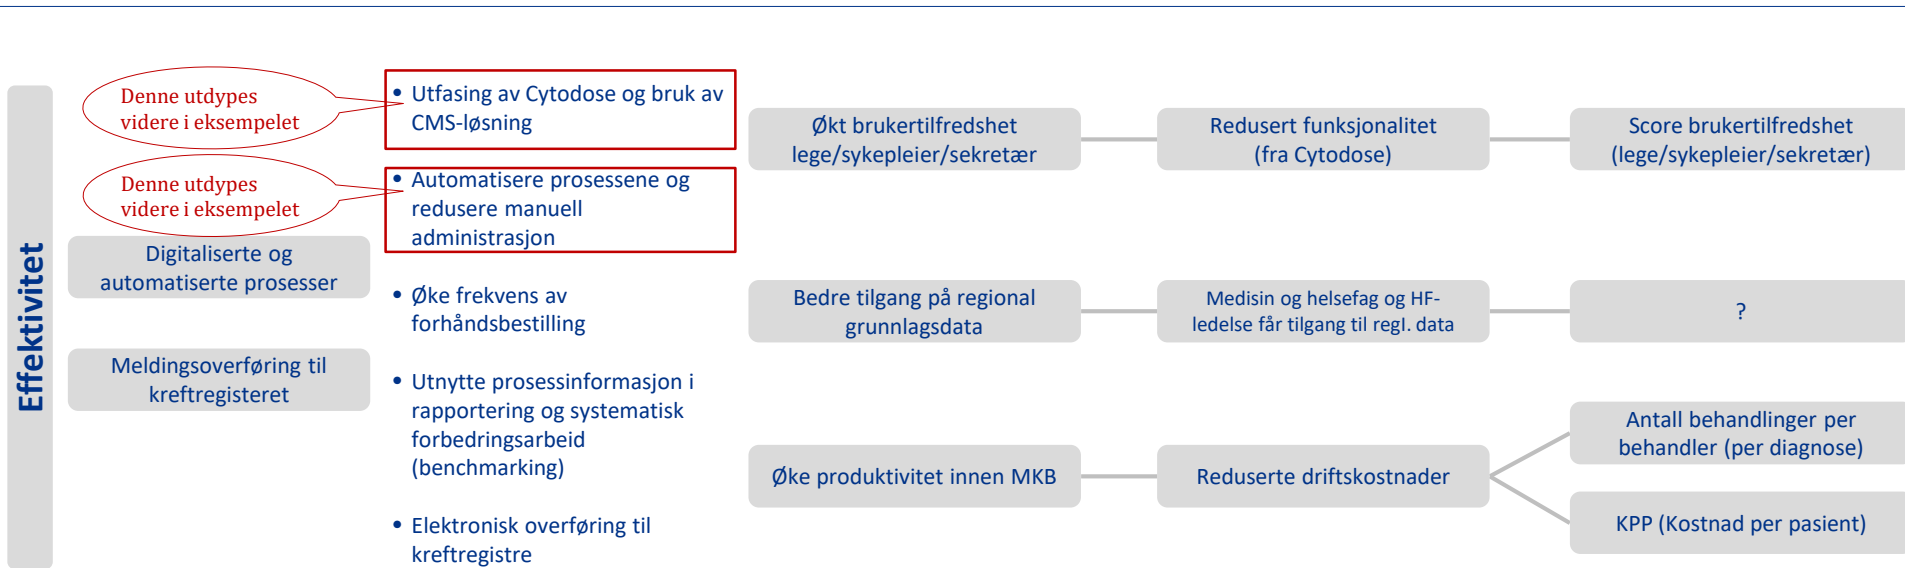 Effektivitet
Denne utdypes
videre i eksempelet
Denne utdypes
videre i eksempelet
Digitaliserte og
automatiserte prosesser
Meldingsoverføring til
kreftregisteret
• Utfasing av Cytodose og bruk av
CMS-løsning
• Automatisere prosessene og
redusere manuell
administrasjon
• Øke frekvens av
forhåndsbestilling
• Utnytte prosessinformasjon i
rapportering og systematisk
forbedringsarbeid
(benchmarking)
• Elektronisk overføring til
kreftregistre
Økt brukertilfredshet
lege/sykepleier/sekretær
Redusert funksjonalitet
(fra Cytodose)
Score brukertilfredshet
(lege/sykepleier/sekretær)
Bedre tilgang på regional
grunnlagsdata
Medisin og helsefag og HF-
ledelse får tilgang til regI. data
?
Øke produktivitet innen MKB
Reduserte driftskostnader
Antall behandlinger per
behandler (per diagnose)
KPP (Kostnad per pasient)